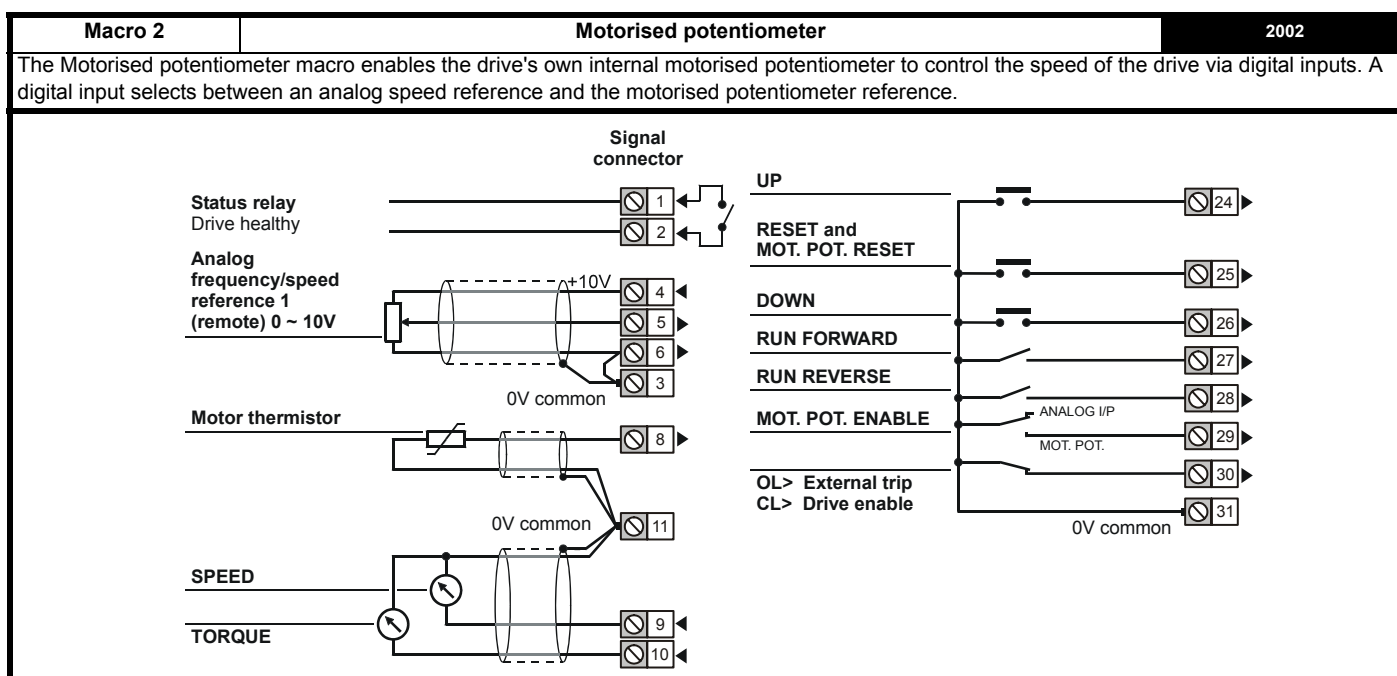 Macro 2
Motorised potentiometer
2002
The Motorised potentiometer macro enables the drive's own internal motorised potentiometer to control the speed of the drive via digital inputs. A
digital input selects between an analog speed reference and the motorised potentiometer reference.
Signal
connector
Status relay
Drive healthy
1
2
Analog
frequency/speed
reference 1
(remote) 0 ~ 10V
+10V
4
5
6
3
0V common
Motor thermistor
8
0V common
11
SPEED
TORQUE
9
10
UP
24
RESET and
MOT. POT. RESET
25
DOWN
26
RUN FORWARD
27
RUN REVERSE
28
MOT. POT. ENABLE
ANALOG I/P
MOT. POT.
29
30
OL> External trip
CL> Drive enable
0V common
31